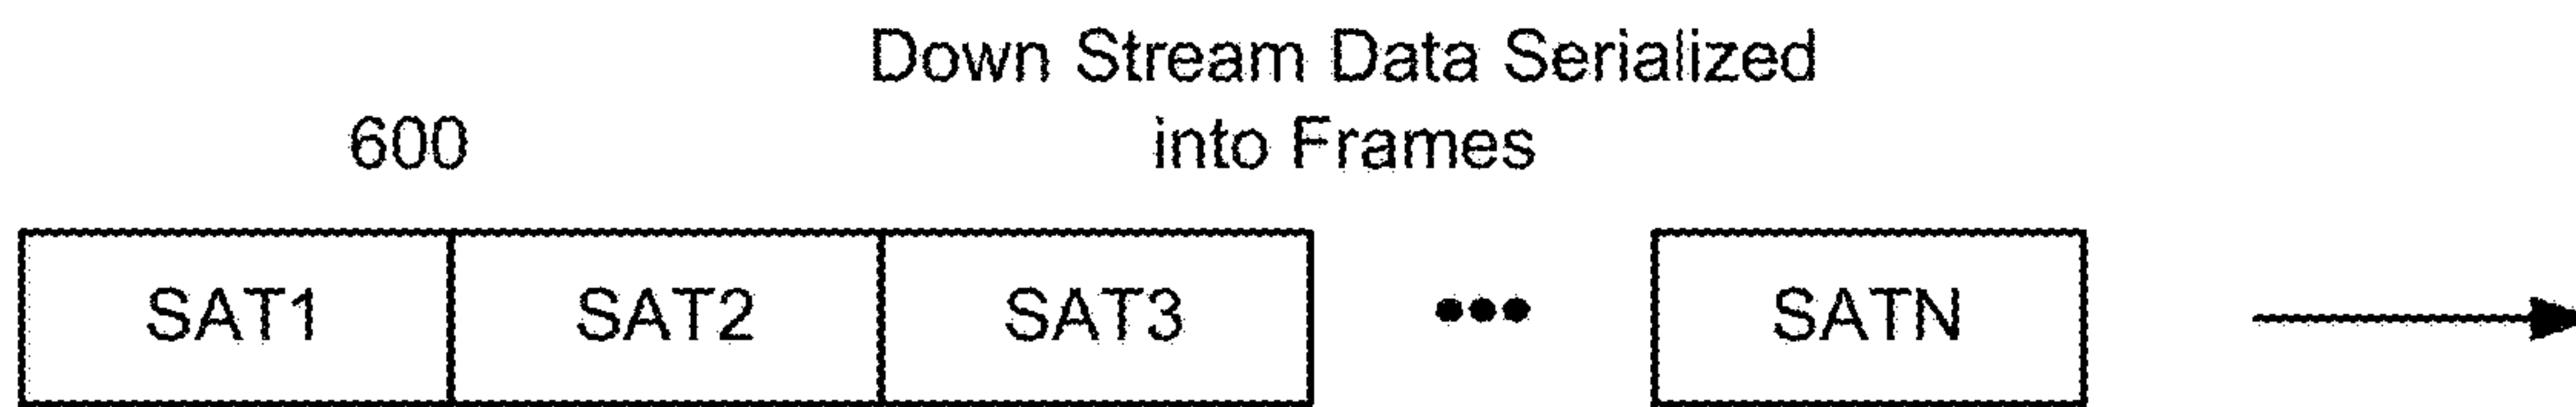 Down Stream Data Serialized
600 into Frames
SAT1 SAT2 SAT3 ••• SATN